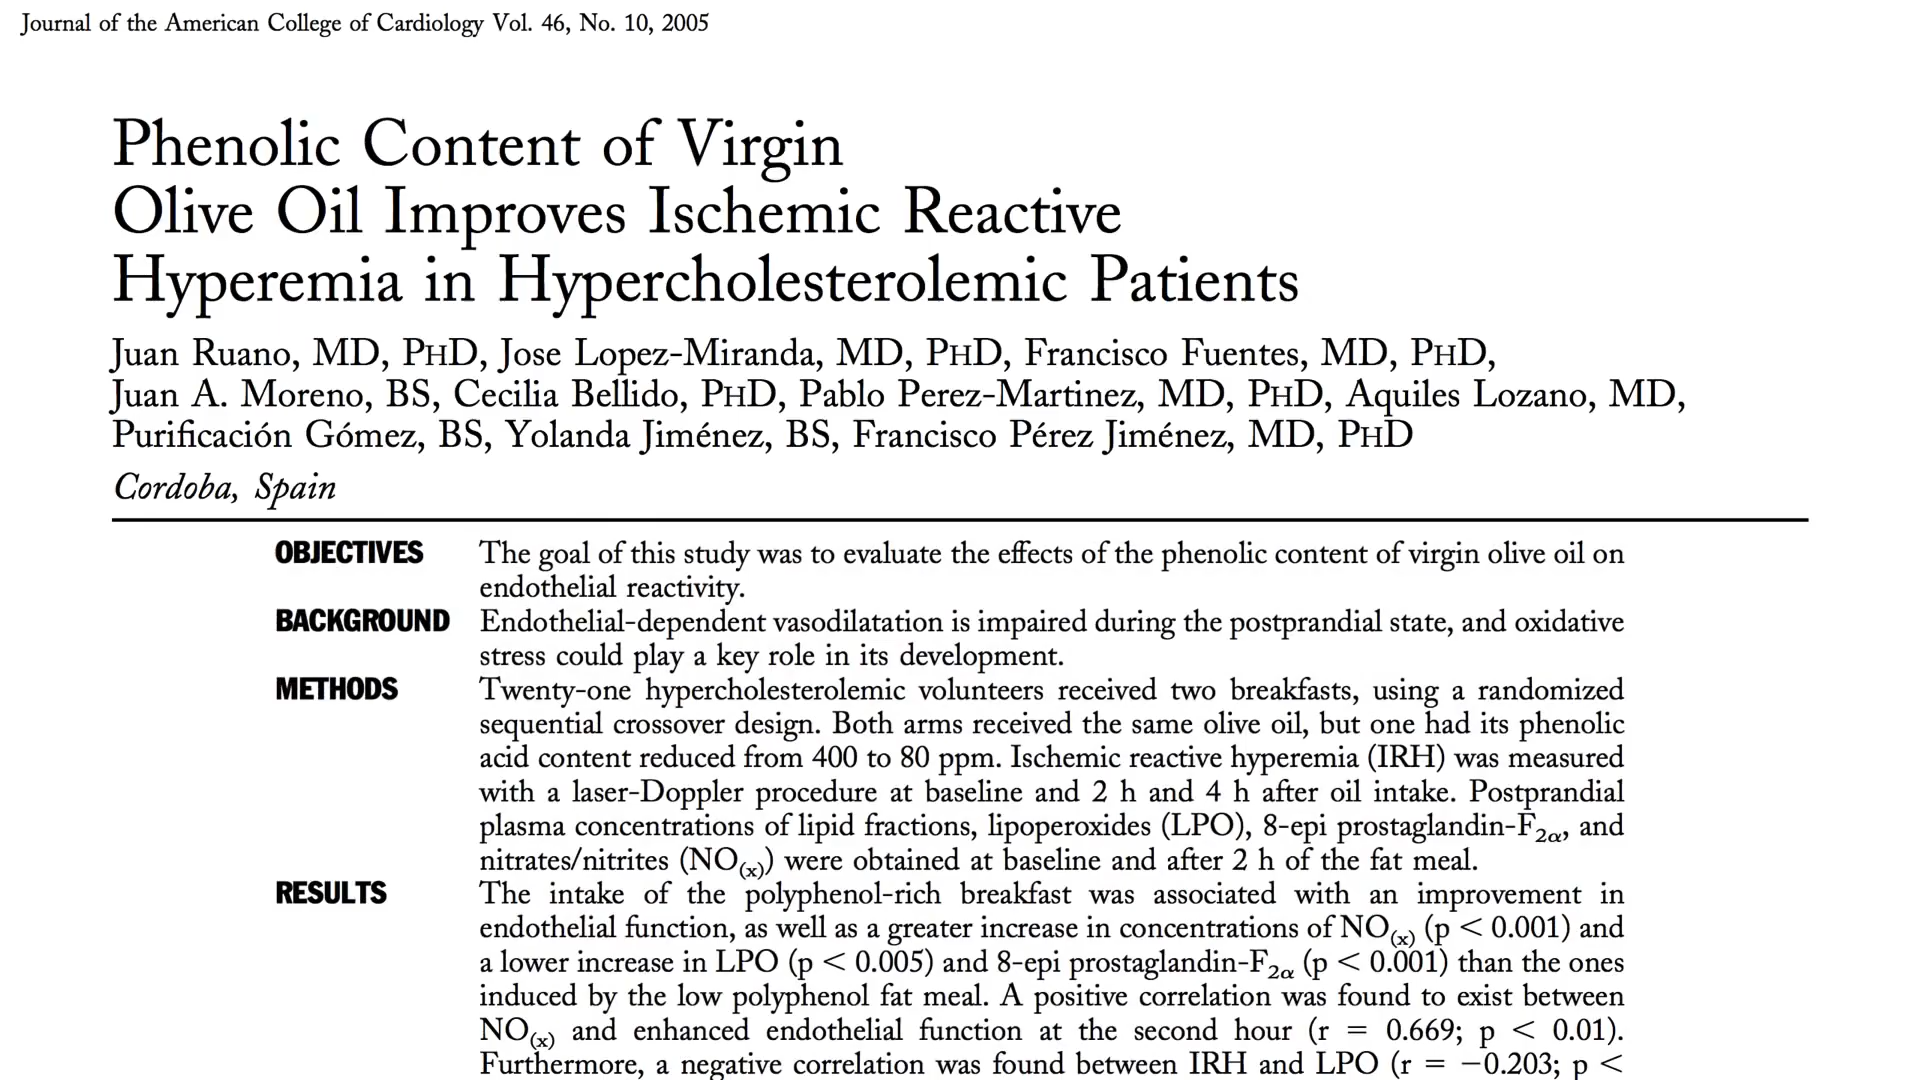 Journal of the American College of Cardiology Vol. 46, No. 10, 2005
Phenolic Content of Virgin
Olive Oil Improves Ischemic Reactive
Hyperemia in Hypercholesterolemic Patients
Juan Ruano, MD, PHD, Jose Lopez-Miranda, MD, PHD, Francisco Fuentes, MD, PHD,
Juan A. Moreno, BS, Cecilia Bellido, PHD, Pablo Perez-Martinez, MD, PHD, Aquiles Lozano, MD,
Purificación Gómez, BS, Yolanda Jiménez, BS, Francisco Pérez Jiménez, MD, PHD
Cordoba, Spain
OBJECTIVES The goal of this study was to evaluate the effects of the phenolic content of virgin olive oil on
endothelial reactivity.
BACKGROUND Endothelial-dependent vasodilatation is impaired during the postprandial state, and oxidative
stress could play a key role in its development.
METHODS Twenty-one hypercholesterolemic volunteers received two breakfasts, using a randomized
sequential crossover design. Both arms received the same olive oil, but one had its phenolic
acid content reduced from 400 to 80 ppm. Ischemic reactive hyperemia (IRH) was measured
with a laser-Doppler procedure at baseline and 2 h and 4 h after oil intake. Postprandial
plasma concentrations of lipid fractions, lipoperoxides (LPO), 8-epi prostaglandin-F2α, and
nitrates/nitrites (NO(x)) were obtained at baseline and after 2 h of the fat meal.
RESULTS The intake of the polyphenol-rich breakfast was associated with an improvement in
endothelial function, as well as a greater increase in concentrations of NO(x) (p < 0.001) and
a lower increase in LPO (p < 0.005) and 8-epi prostaglandin-F2α (p < 0.001) than the ones
induced by the low polyphenol fat meal. A positive correlation was found to exist between
NO(x) and enhanced endothelial function at the second hour (r = 0.669; p < 0.01).
Furthermore, a negative correlation was found between IRH and LPO (r = −0.203; p <